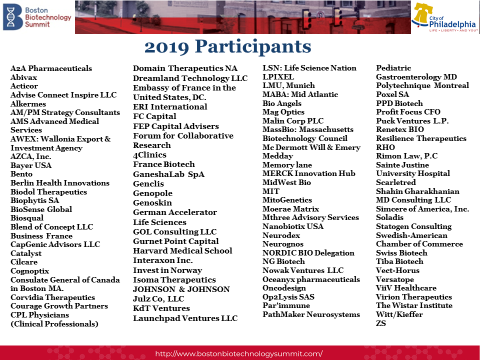 Boston
Biotechnology
Summit
City of
Philadelphia
LIFE • LIBERTY • AND YOU™
2019 Participants
A2A Pharmaceuticals
Abivax
Acticor
Advise Connect Inspire LLC
Alkermes
AM/PM Strategy Consultants
AMS Advanced Medical
Services
AWEX: Wallonia Export &
Investment Agency
AZCA, Inc.
Bayer USA
Bento
Berlin Health Innovations
Biodol Therapeutics
Biophytis SA
BioSense Global
Biosqual
Blend of Concept LLC
Business France
CapGenic Advisors LLC
Catalyst
Cilcare
Cognoptix
Consulate General of Canada
in Boston MA.
Corvidia Therapeutics
Courage Growth Partners
CPL Physicians
(Clinical Professionals)
Domain Therapeutics NA
Dreamland Technology LLC
Embassy of France in the
United States, DC.
ERI International
FC Capital
FEP Capital Advisers
Forum for Collaborative
Research
4Clinics
France Biotech
GaneshaLab SpA
Genclis
Genopole
Genoskin
German Accelerator
Life Sciences
GOL Consulting LLC
Gurnet Point Capital
Harvard Medical School
Interaxon Inc.
Invest in Norway
Isoma Therapeutics
JOHNSON & JOHNSON
Julz Co, LLC
KdT Ventures
Launchpad Ventures LLC
LSN: Life Science Nation
LPIXEL
LMU, Munich
MABA: Mid Atlantic
Bio Angels
Mag Optics
Malin Corp PLC
MassBio: Massachusetts
Biotechnology Council
Mc Dermott Will & Emery
Medday
Memory lane
MERCK Innovation Hub
MidWest Bio
MIT
MitoGenetics
Moerae Matrix
Mthree Advisory Services
Nanobiotix USA
Neurodex
Neurognos
NORDIC BIO Delegation
NG Biotech
Nowak Ventures LLC
Oceanyx pharmaceuticals
Oncodesign
Op2Lysis SAS
Par'immune
PathMaker Neurosystems
Pediatric
Gastroenterology MD
Polytechnique Montreal
Poxel SA
PPD Biotech
Profit Focus CFO
Puck Ventures L.P.
Renetex BIO
Resilience Therapeutics
RHO
Rimon Law, P.C
Sainte Justine
University Hospital
Scarletred
Shahin Gharakhanian
MD Consulting LLC
Simcere of America, Inc.
Soladis
Statogen Consulting
Swedish-American
Chamber of Commerce
Swiss Biotech
Tiba Biotech
Vect-Horus
Versatope
ViiV Healthcare
Virion Therapeutics
The Wistar Institute
Witt/Kieffer
ZS
http://www.bostonbiotechnologysummit.com/